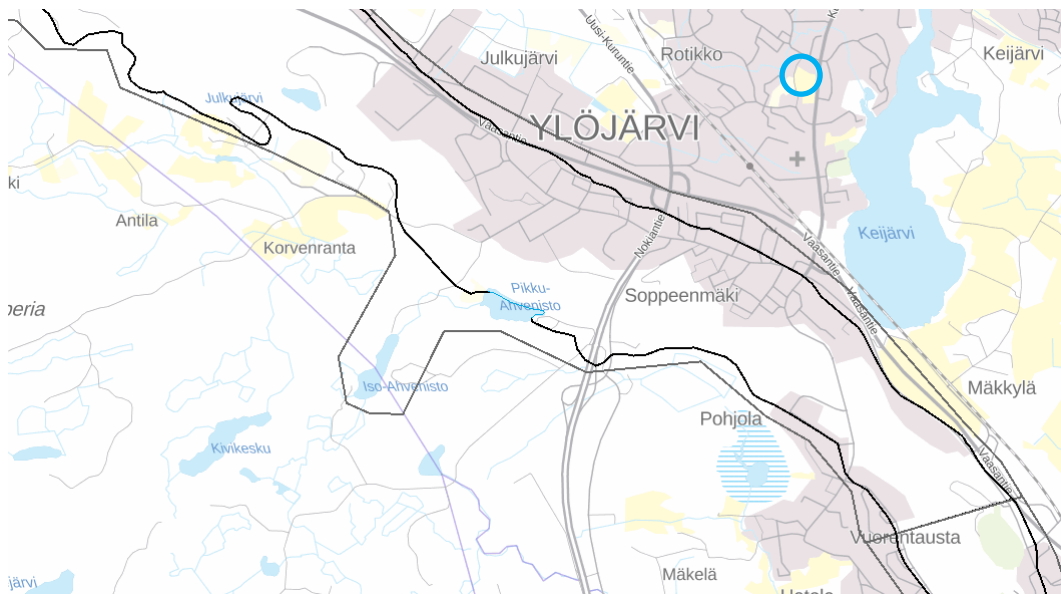 Julkujärvi
Uusi-Kuruntie
Rotikko
Keijärvi
Julkujärvi
Vaasantie
YLÖJÄRVI
ki
Antila
Korvenranta
Nokiantie
Vaasantie
Keijärvi
Pikku-
Ahvenisto
Soppeenmäki
Vaasantie
peria
Iso-Ahvenisto
Mäkkylä
Pohjola
Kivikesku
Vaasantie
Vuorentausta
Mäkelä
järvi